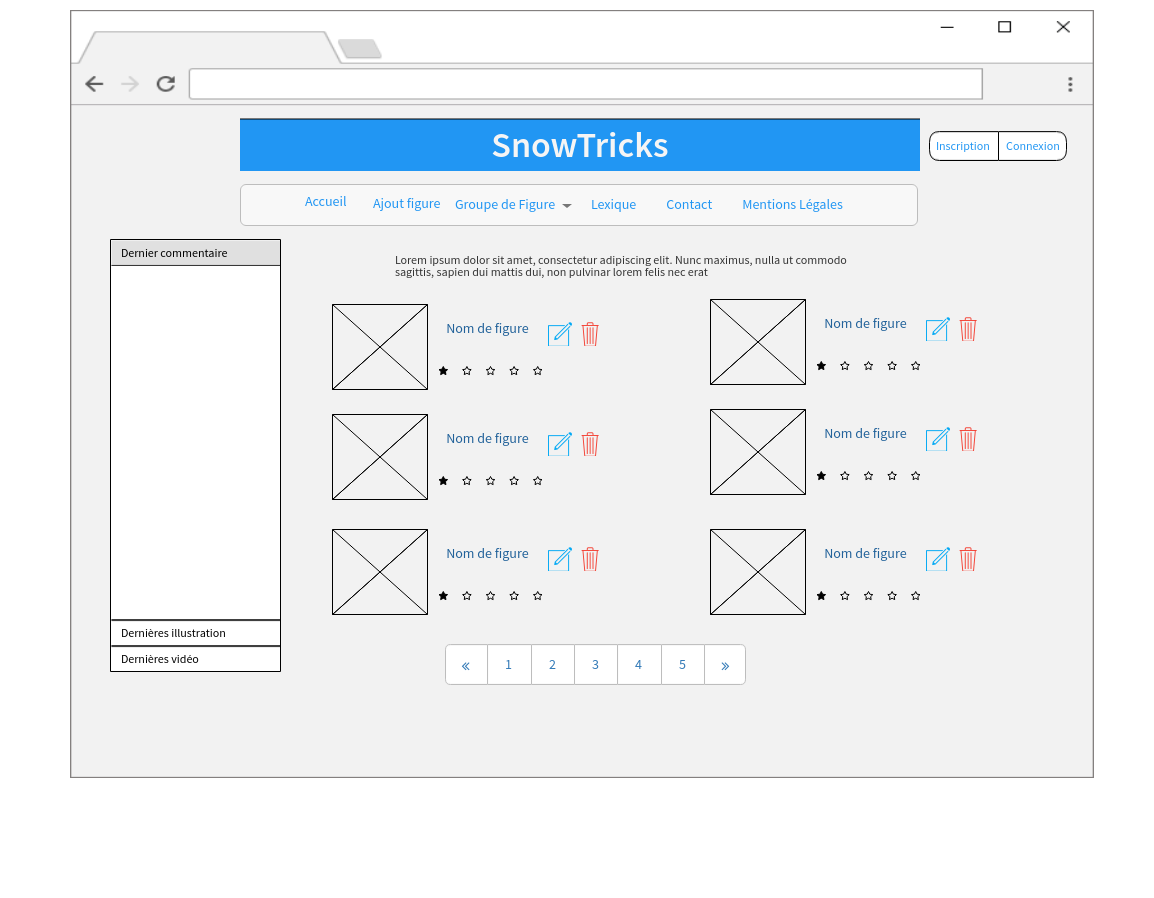 SnowTricks
Inscription Connexion
Accueil Ajout figure Groupe de Figure Lexique Contact Mentions Légales
Dernier commentaire
Lorem ipsum dolor sit amet, consectetur adipiscing elit. Nunc maximus, nulla ut commodo
sagittis, sapien dui mattis dui, non pulvinar lorem felis nec erat
Nom de figure Nom de figure
Nom de figure Nom de figure
Nom de figure Nom de figure
Dernières illustration
Dernières vidéo
« 1 2 3 4 5 »